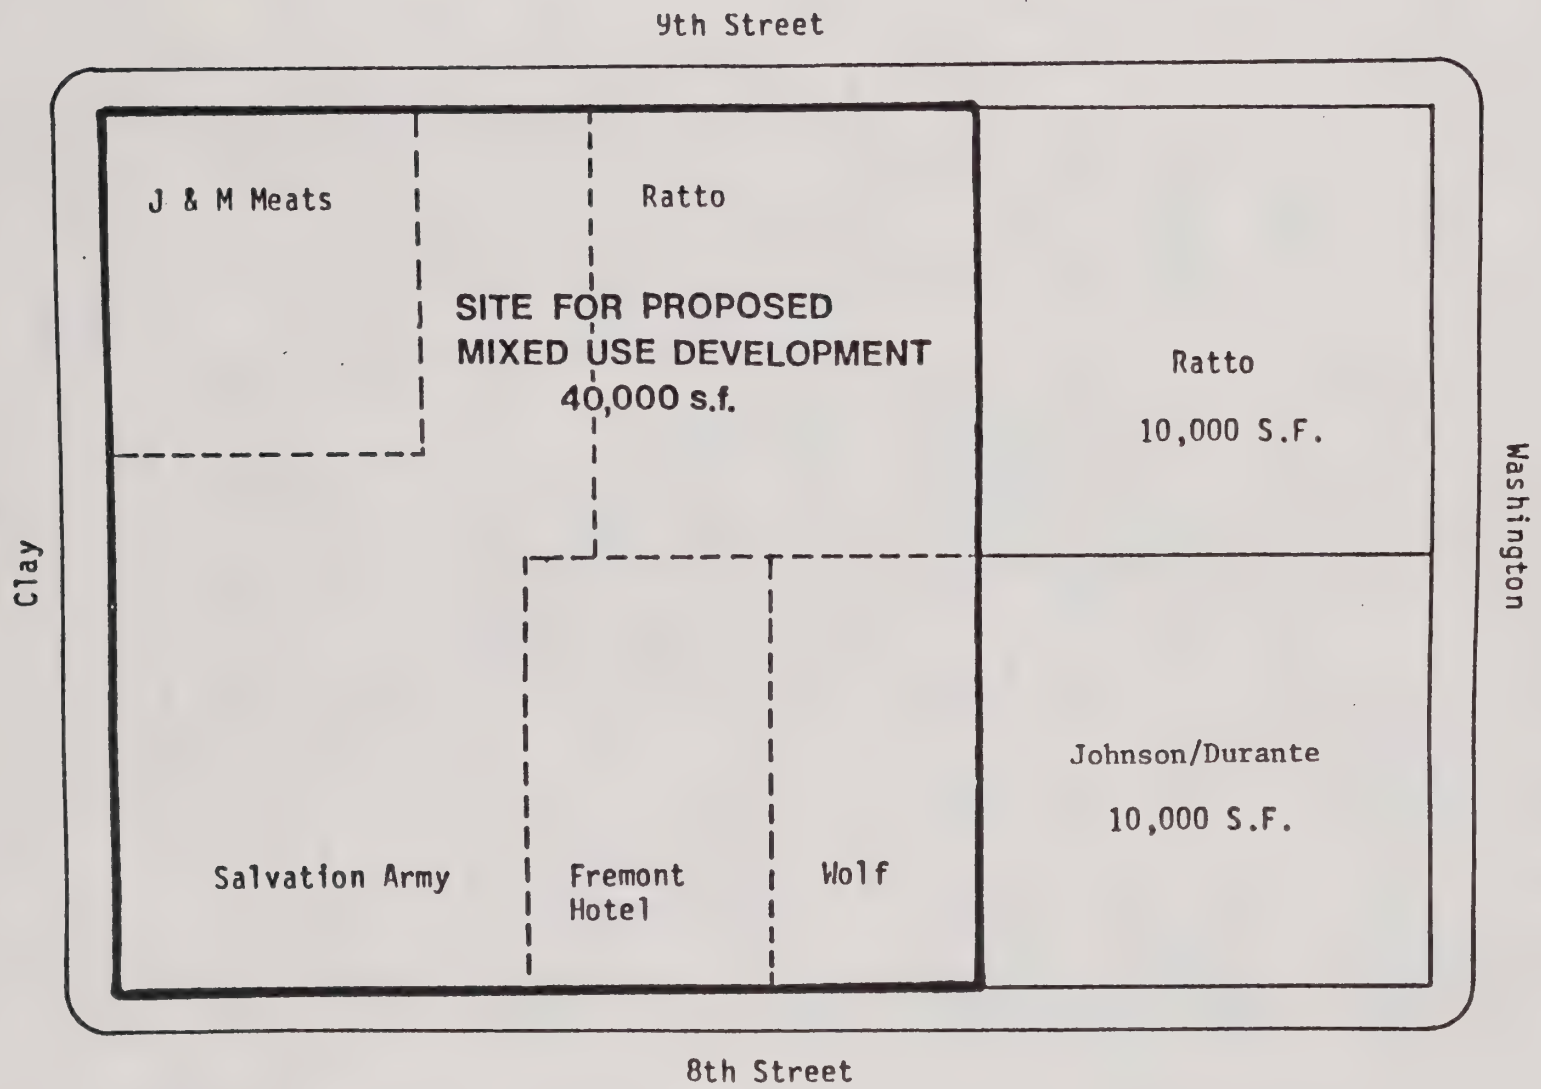 9th Street
J & M Meats
Ratto
SITE FOR PROPOSED
MIXED USE DEVELOPMENT
40,000 s.f.
Ratto
10,000 S.F.
Clay
Washington
Johnson/Durante
10,000 S.F.
Salvation Army
Fremont
Hotel
Wolf
8th Street